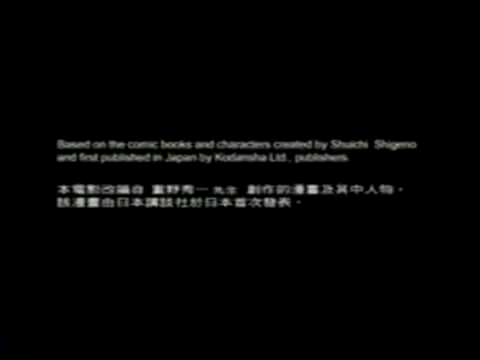 Based on the comic books and characters created by Shuichi Shigeno
and first published in Japan by Kodansha Ltd., publishers.
本電影改編自 重野秀一 先生 創作的漫畫及其中人物。
該漫畫由日本講談社於日本首次發表。